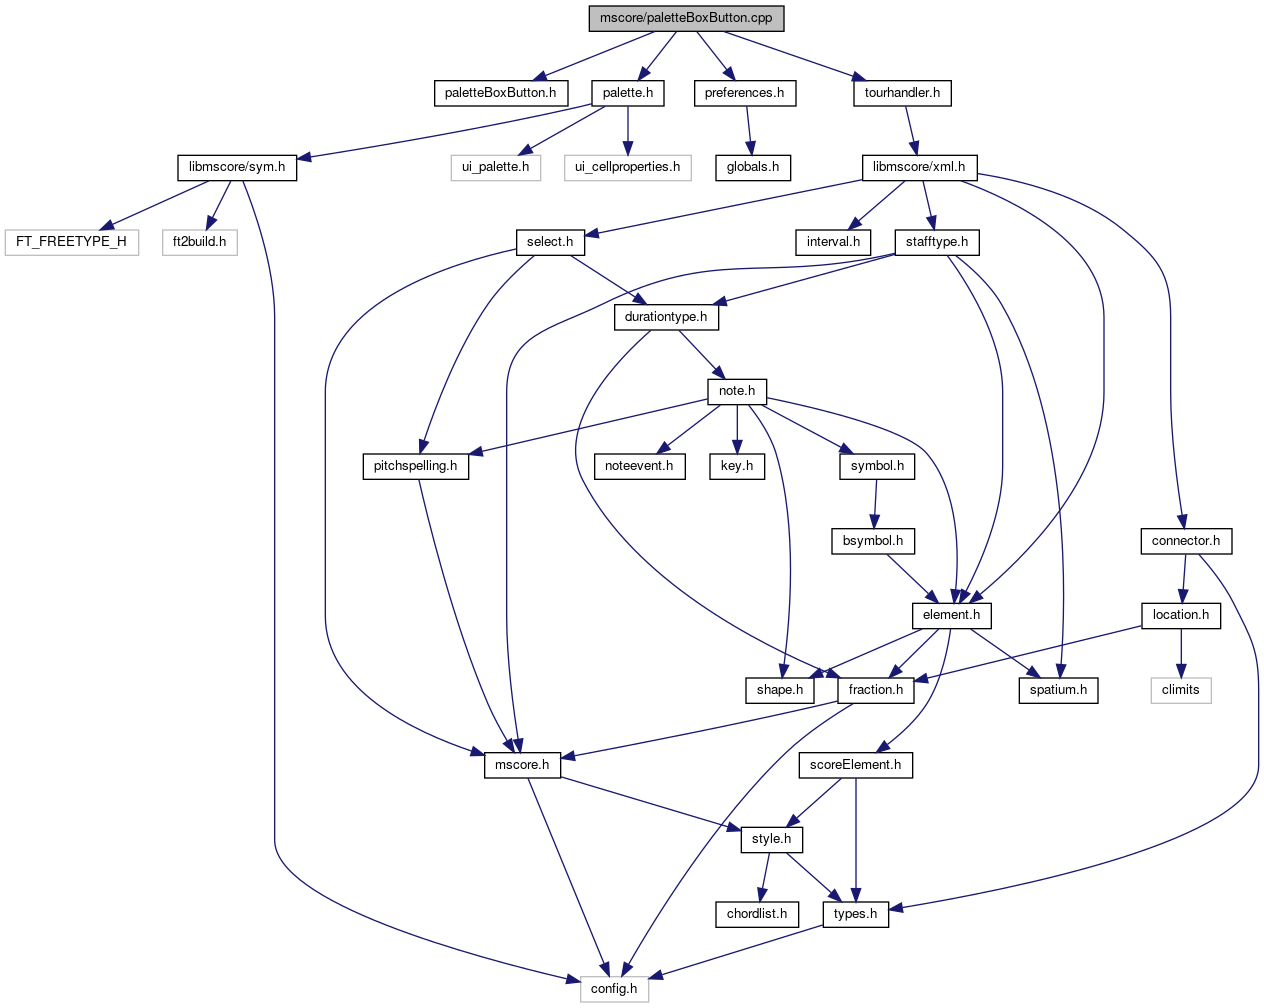 mscore/paletteBoxButton.cpp
paletteBoxButton.h
palette.h
preferences.h
tourhandler.h
libmscore/sym.h
ui_palette.h
ui_cellproperties.h
globals.h
libmscore/xml.h
FT_FREETYPE_H
ft2build.h
select.h
interval.h
stafftype.h
durationtype.h
note.h
pitchspelling.h
noteevent.h
key.h
symbol.h
bsymbol.h
connector.h
element.h
location.h
shape.h
fraction.h
spatium.h
climits
mscore.h
scoreElement.h
style.h
chordlist.h
types.h
config.h